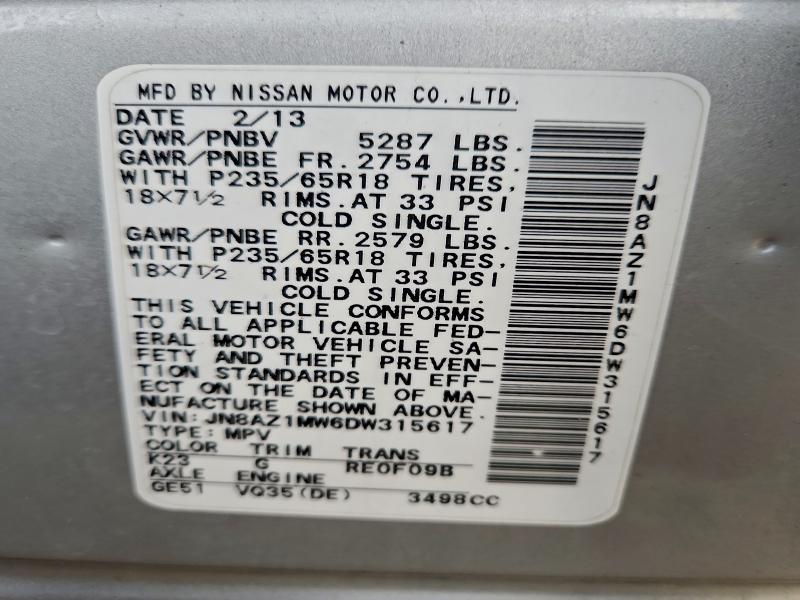 MFD BY NISSAN MOTOR CO.,LTD.
DATE 2/13
GVWR/PNBV 5287 LBS.
GAWR/PNBE FR.2754 LBS.
WITH P235/65R18 TIRES,
18×7½ RIMS.AT 33 PSI
COLD SINGLE.
GAWR/PNBE RR.2579 LBS.
WITH P235/65R18 TIRES,
18×7½ RIMS.AT 33 PSI
COLD SINGLE.
THIS VEHICLE CONFORMS
TO ALL APPLICABLE FED-
ERAL MOTOR VEHICLE SA-
FETY AND THEFT PREVEN-
TION STANDARDS IN EFF-
ECT ON THE DATE OF MA-
NUFACTURE SHOWN ABOVE.
VIN:JN8AZ1MW6DW315617
TYPE:MPV
COLOR TRIM TRANS
K23 G RE0F09B
AXLE ENGINE
GE51 VQ35(DE) 3498CC
JN8AZ1MW6DW315617